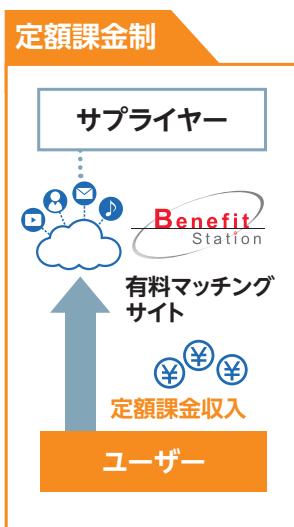 定額課金制
サプライヤー
Benefit
Station
有料マッチング
サイト
¥ ¥ ¥
定額課金収入
ユーザー